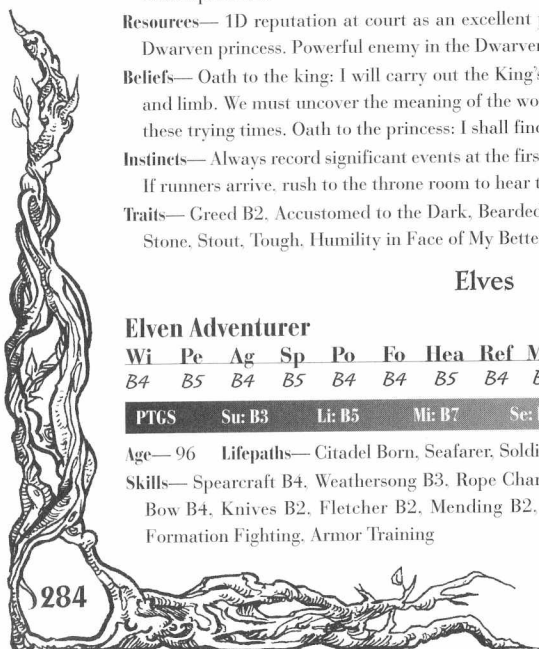 Resources— 1D reputation at court as an excellent
Dwarven princess. Powerful enemy in the Dwarven
Beliefs— Oath to the king: I will carry out the King's
and limb. We must uncover the meaning of the
these trying times. Oath to the princess: I shall find
Instincts— Always record significant events at the first
If runners arrive, rush to the throne room to hear
Traits— Greed B2, Accustomed to the Dark, Bearded
Stone, Stout, Tough, Humility in Face of My
Elves
Elven Adventurer
Wi Pe Ag Sp Po Fo Hea Ref
B4 B5 B4 B5 B4 B4 B5 B4
PTGS Su: B3 Li: B5 Mi: B7 Se:
Age— 96 Lifepaths— Citadel Born, Seafarer,
Skills— Spearcraft B4, Weathersong B3, Rope
Bow B4, Knives B2, Fletcher B2, Mending B2,
Formation Fighting, Armor Training
284